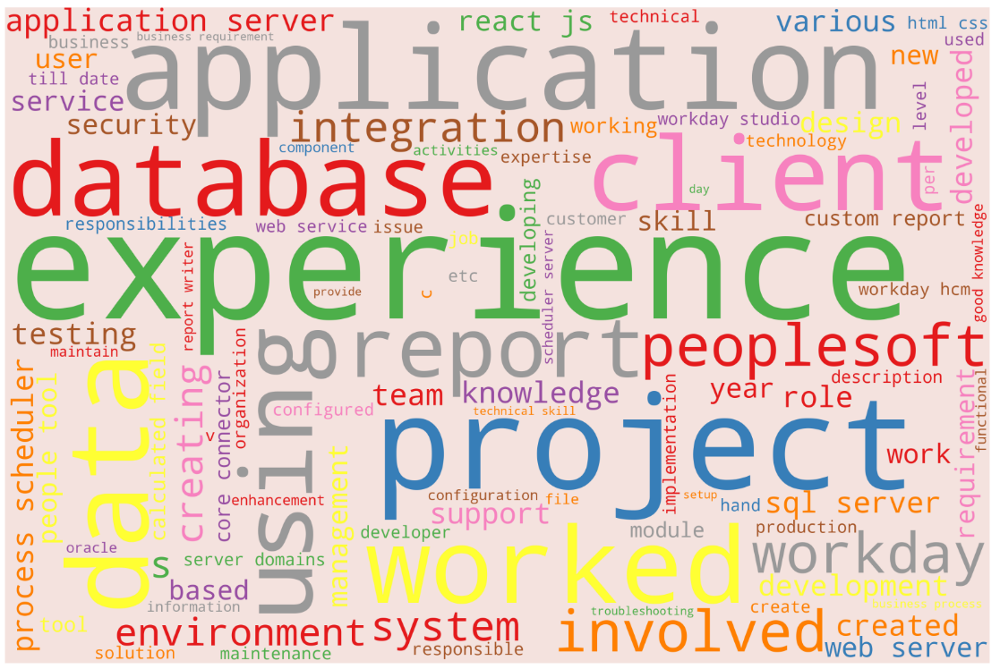 application server
react js
technical
various
html css
business
business requirement
application
used
user
new
till date
service
developed
level
security
integration
working
workday studio
design
technology
database
component
activities
expertise
client
per
day
responsibilities
web service
issue
developing
customer
skill
custom report
good knowledge
experience
job
etc
scheduler server
report writer
provide
c
workday hcm
testing
maintain
data
calculated field
using
report
peoplesoft
organization
creating
process scheduler
people tool
team
knowledge
year
role
description
requirement
functional
configured
technical skill
core connector
v
project
implementation
work
enhancement
management
configuration
file
setup
hand
sql server
support
module
production
oracle
s
server domains
developer
worked
workday
based
information
development
tool
troubleshooting
create
business process
environment
system
involved
created
solution
maintenance
responsible
web server